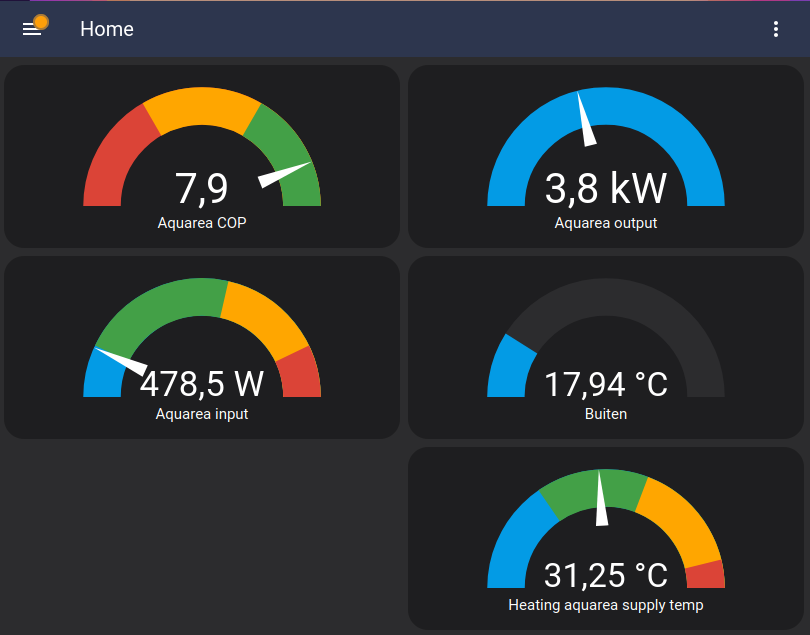 Home
7,9
Aquarea COP
3,8 kW
Aquarea output
478,5 W
Aquarea input
17,94 °C
Buiten
31,25 °C
Heating aquarea supply temp